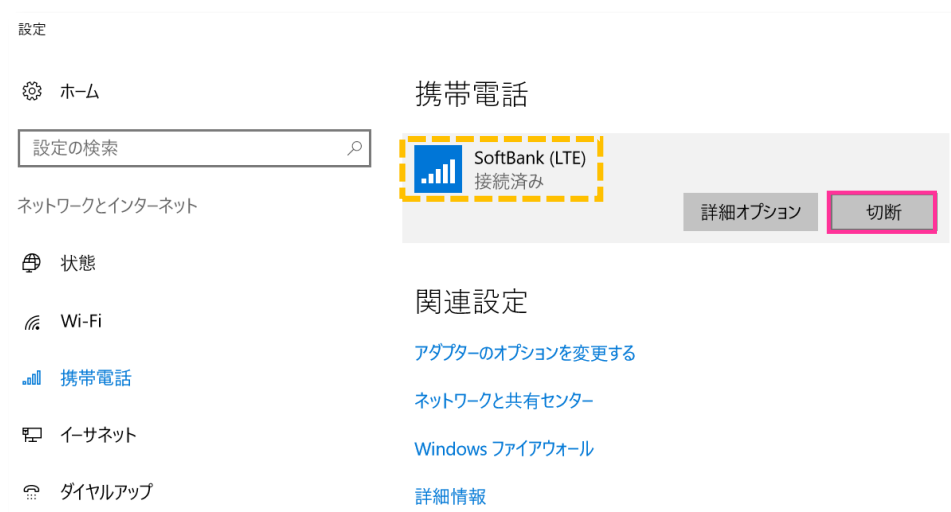 設定
ホーム
設定の検索
ネットワークとインターネット
状態
Wi-Fi
携帯電話
イーサネット
ダイヤルアップ
携帯電話
SoftBank (LTE)
接続済み
詳細オプション
切断
関連設定
アダプターのオプションを変更する
ネットワークと共有センター
Windows ファイアウォール
詳細情報